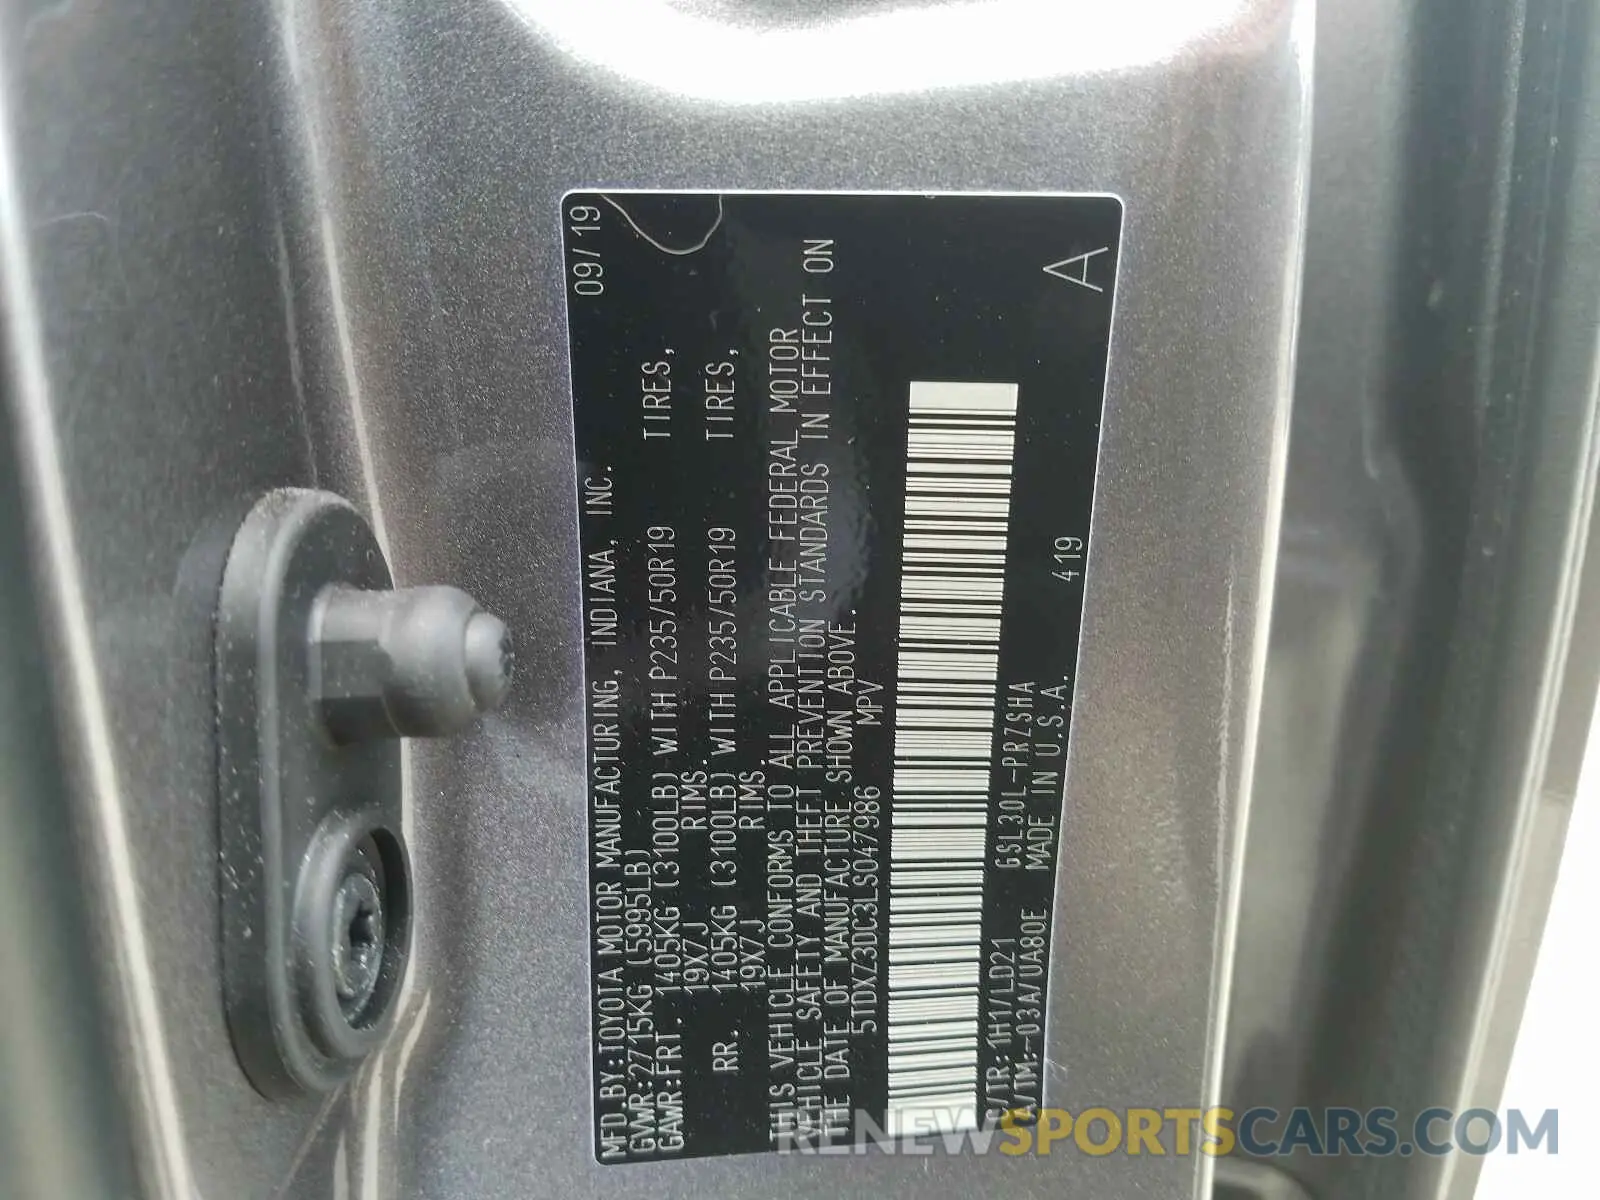 MFD.BY:TOYOTA MOTOR MANUFACTURING, INDIANA, INC. 09/19
GVWR:2715KG (5995LB)
GAWR:FRT. 1405KG (3100LB) WITH P235/50R19 TIRES,
19X7J RIMS.
RR. 1405KG (3100LB) WITH P235/50R19 TIRES,
19X7J RIMS.
THIS VEHICLE CONFORMS TO ALL APPLICABLE FEDERAL MOTOR
VEHICLE SAFETY AND THEFT PREVENTION STANDARDS IN EFFECT ON
THE DATE OF MANUFACTURE SHOWN ABOVE.
5TDXZ3DC3LS047986 MPV
C/TR:1H1/LD21 GSL30L-PRZSHA
A/TM:-03A/UA80E MADE IN U.S.A. 419 A
RENEWSPORTSCARS.COM